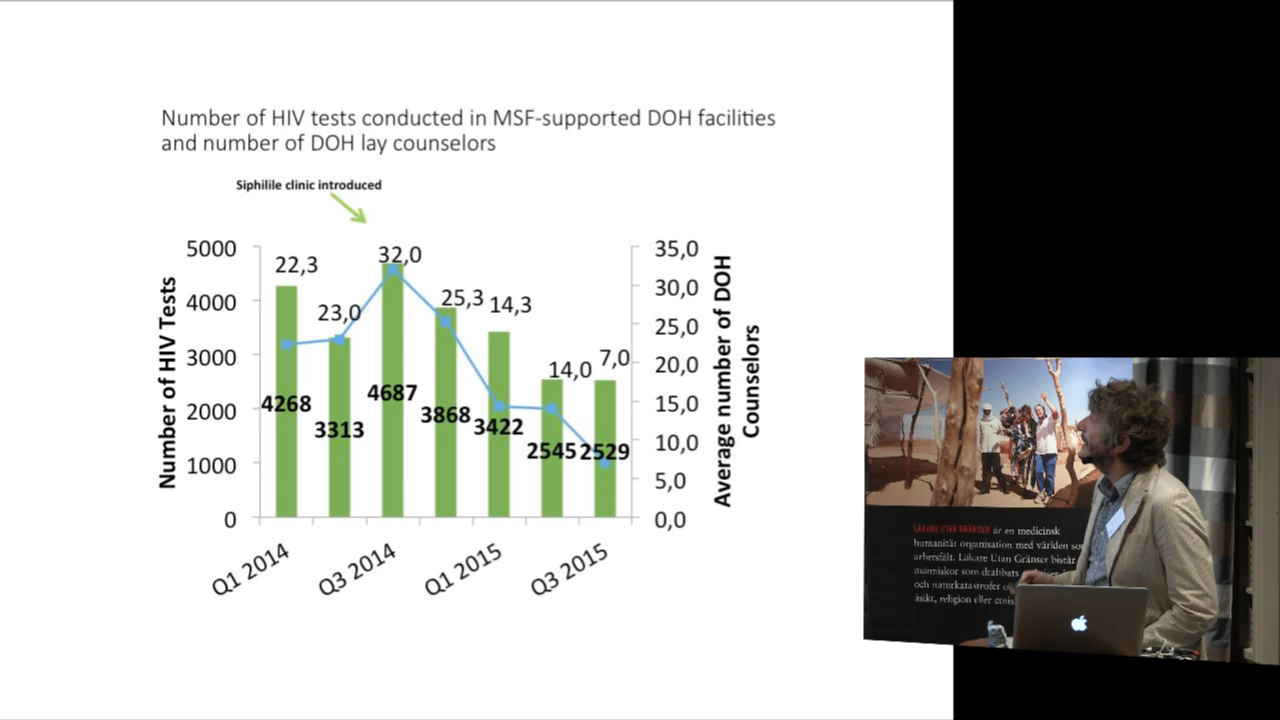 Number of HIV tests conducted in MSF-supported DOH facilities
and number of DOH lay counselors
Siphilile clinic introduced
Number of HIV Tests
5000
4000
3000
2000
1000
0
22,3
23,0
32,0
25,3
14,3
14,0
7,0
4268
3313
4687
3868
3422
2545
2529
35,0
30,0
25,0
20,0
15,0
10,0
5,0
0,0
Average number of DOH
Counselors
Q1 2014
Q3 2014
Q1 2015
Q3 2015
LÄKARE UTAN GRÄNSER är en medicinsk
humanitär organisation med världen so
arbetsfält. Läkare Utan Gränser bistår
människor som drabbats
och naturkatastrofer
åsikt, religion eller